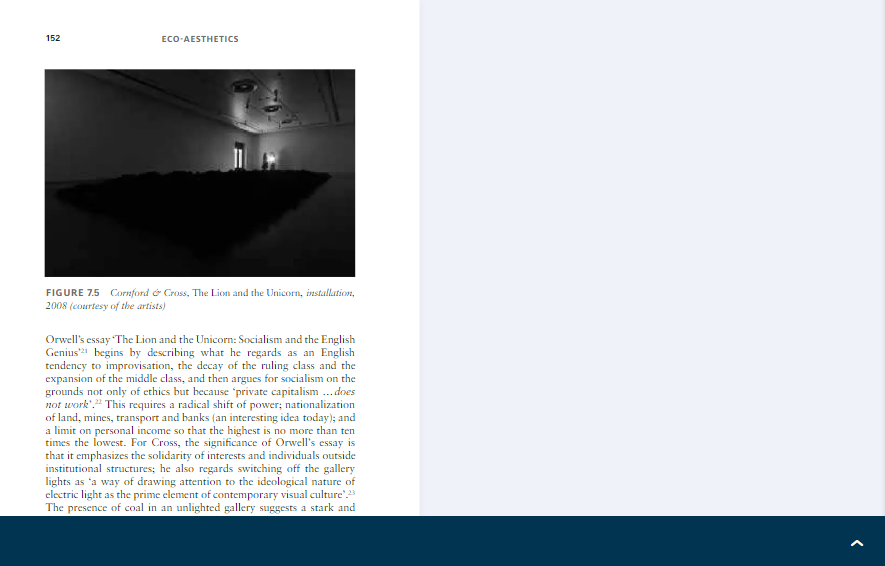 152
ECO-AESTHETICS
FIGURE 7.5 Cornford & Cross, The Lion and the Unicorn, installation,
2008 (courtesy of the artists)
Orwell's essay 'The Lion and the Unicorn: Socialism and the English
Genius'21 begins by describing what he regards as an English
tendency to improvisation, the decay of the ruling class and the
expansion of the middle class, and then argues for socialism on the
grounds not only of ethics but because 'private capitalism … does
not work'.22 This requires a radical shift of power; nationalization
of land, mines, transport and banks (an interesting idea today); and
a limit on personal income so that the highest is no more than ten
times the lowest. For Cross, the significance of Orwell's essay is
that it emphasizes the solidarity of interests and individuals outside
institutional structures; he also regards switching off the gallery
lights as 'a way of drawing attention to the ideological nature of
electric light as the prime element of contemporary visual culture'.23
The presence of coal in an unlighted gallery suggests a stark and